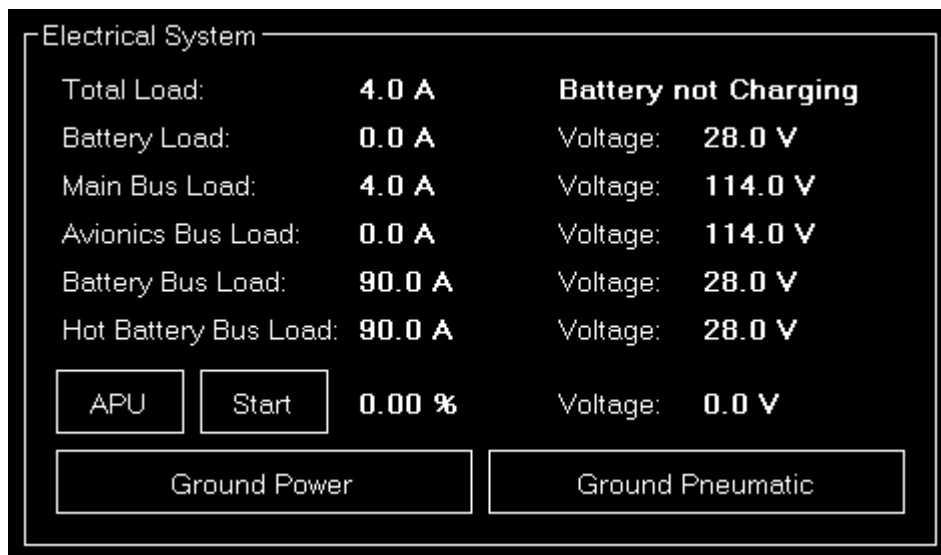 Electrical System
Total Load: 4.0 A Battery not Charging
Battery Load: 0.0 A Voltage: 28.0 V
Main Bus Load: 4.0 A Voltage: 114.0 V
Avionics Bus Load: 0.0 A Voltage: 114.0 V
Battery Bus Load: 90.0 A Voltage: 28.0 V
Hot Battery Bus Load: 90.0 A Voltage: 28.0 V
APU Start 0.00 % Voltage: 0.0 V
Ground Power Ground Pneumatic